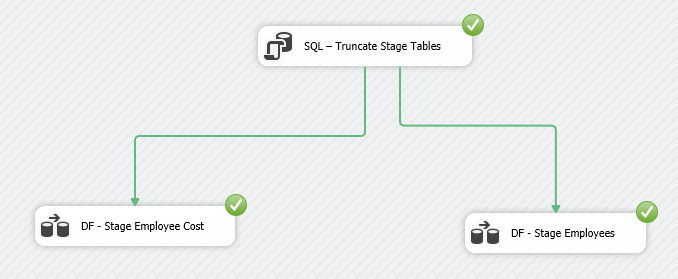 SQL – Truncate Stage Tables
DF - Stage Employee Cost
DF - Stage Employees